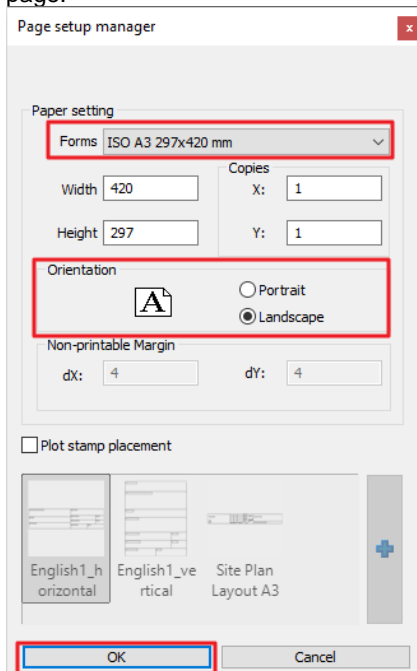 page.
Page setup manager
x
Paper setting
Forms ISO A3 297x420 mm
Copies
Width 420 X: 1
Height 297 Y: 1
Orientation
A Portrait
Landscape
Non-printable Margin
dX: 4 dY: 4
Plot stamp placement
English1_h English1_ve Site Plan
orizontal rtical Layout A3
OK Cancel